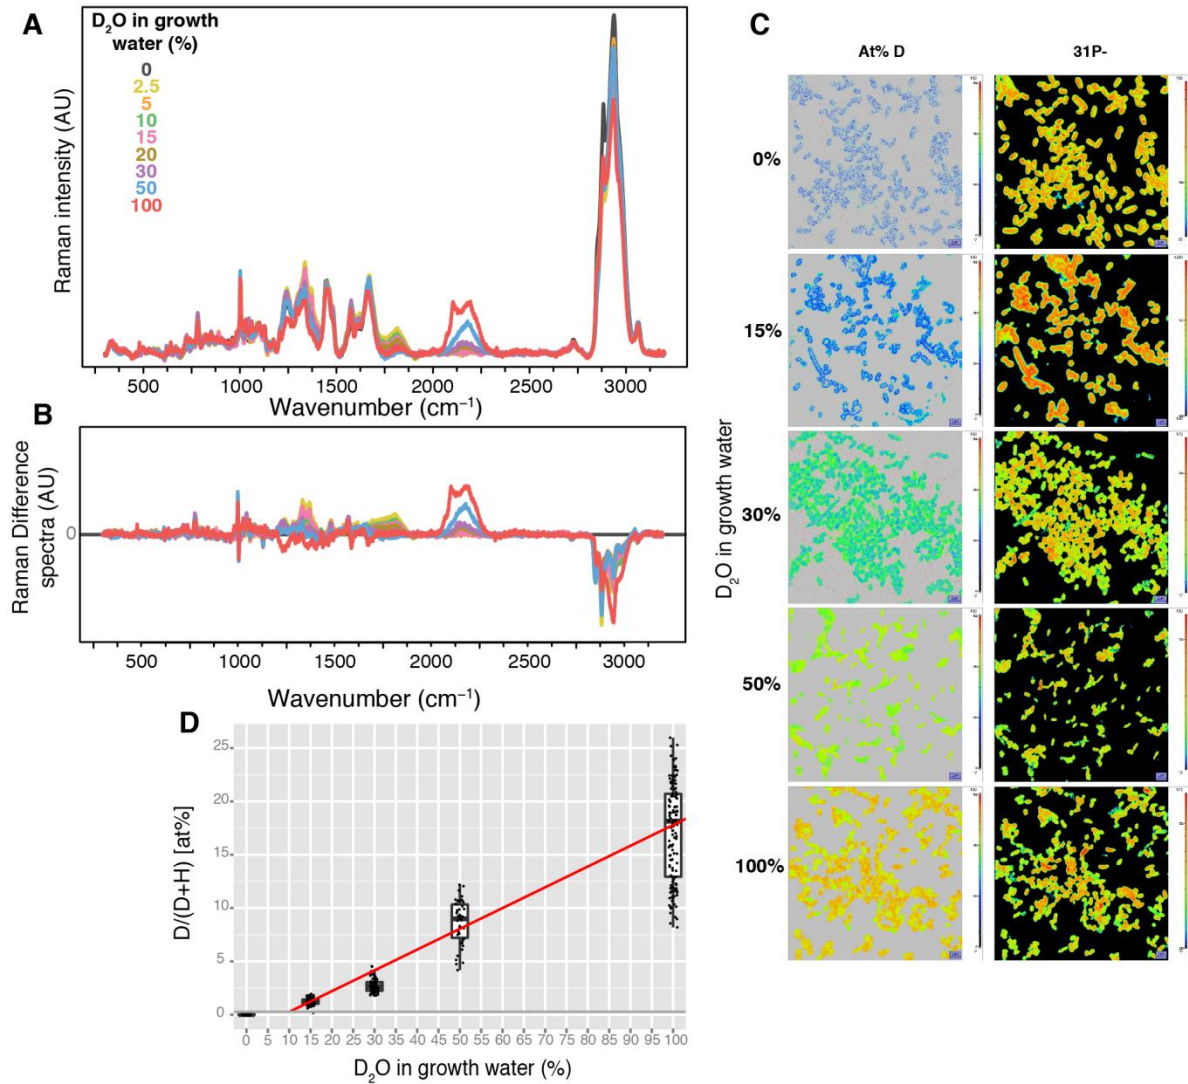 A
D₂O in growth
water (%)
0
2.5
5
10
15
20
30
50
100
Raman intensity (AU)
500 1000 1500 2000 2500 3000
Wavenumber (cm⁻¹)
B
Raman Difference
spectra (AU)
0
500 1000 1500 2000 2500 3000
Wavenumber (cm⁻¹)
C
At% D 31P-
D₂O in growth water
0%
15%
30%
50%
100%
D
D/(D+H) [at%]
25
20
15
10
5
0
0 5 10 15 20 25 30 35 40 45 50 55 60 65 70 75 80 85 90 95 100
D₂O in growth water (%)